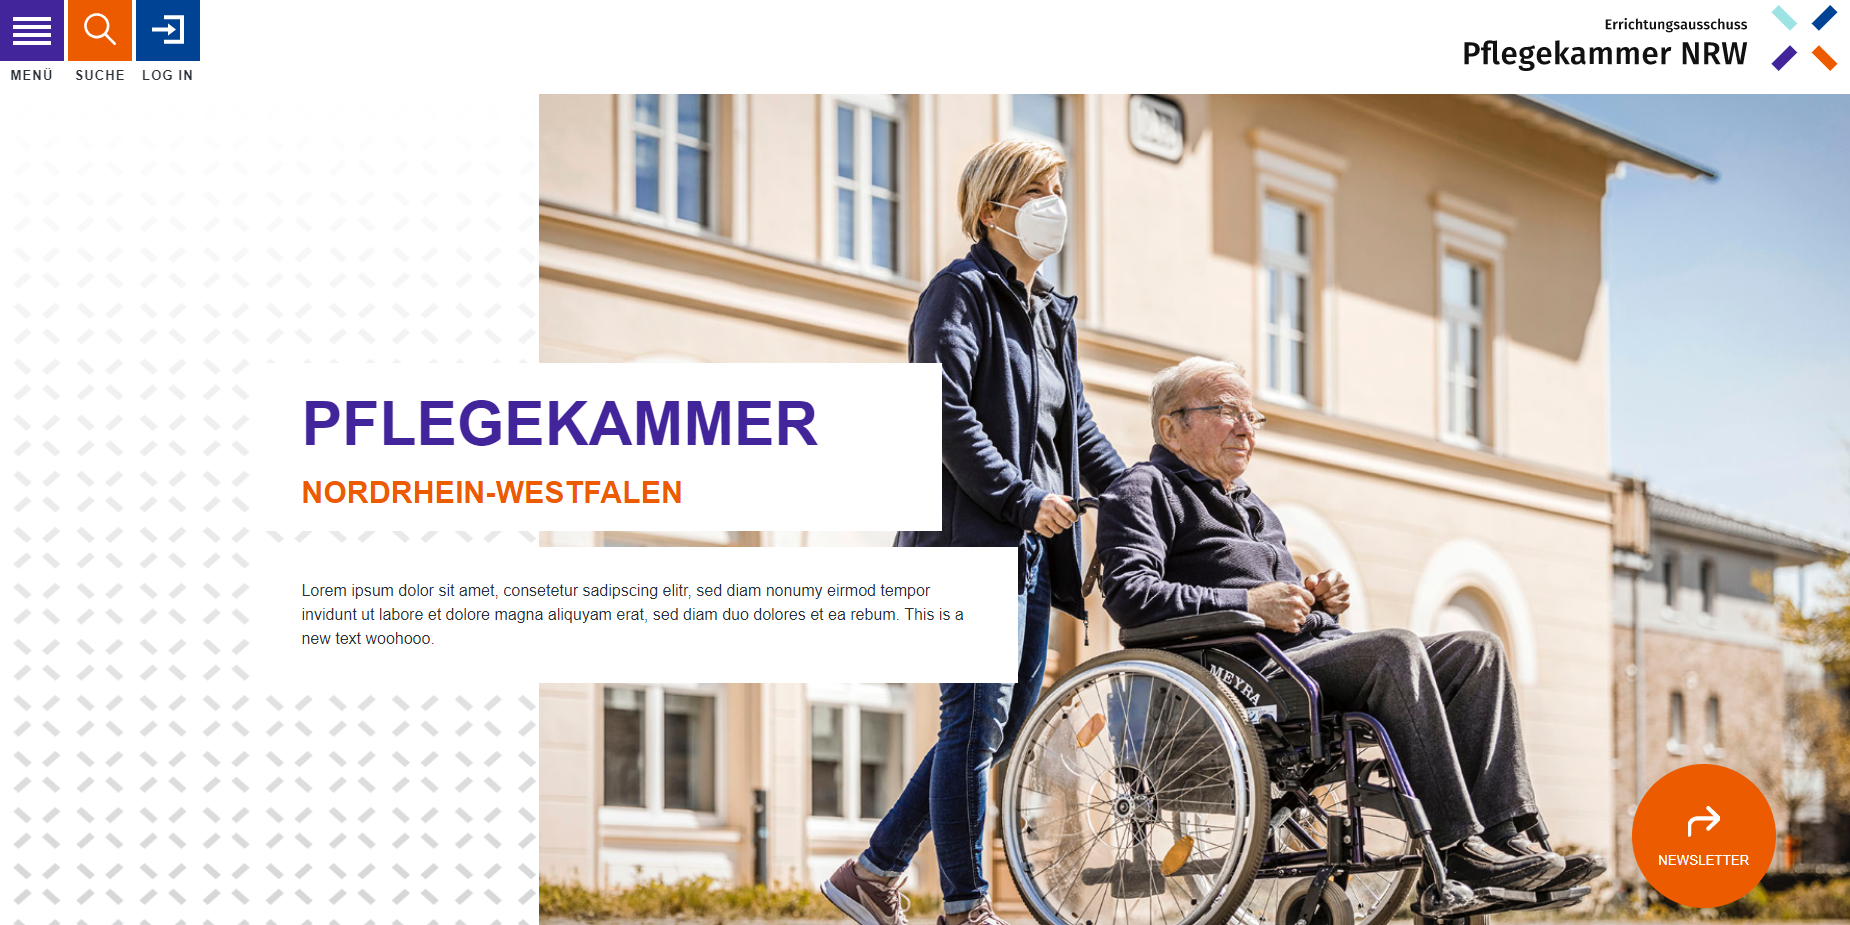 MENÜ
SUCHE
LOG IN
Errichtungsausschuss
Pflegekammer NRW
PFLEGEKAMMER
NORDRHEIN-WESTFALEN
Lorem ipsum dolor sit amet, consetetur sadipscing elitr, sed diam nonumy eirmod tempor
invidunt ut labore et dolore magna aliquyam erat, sed diam duo dolores et ea rebum. This is a
new text woohooo.
MEYRA
NEWSLETTER